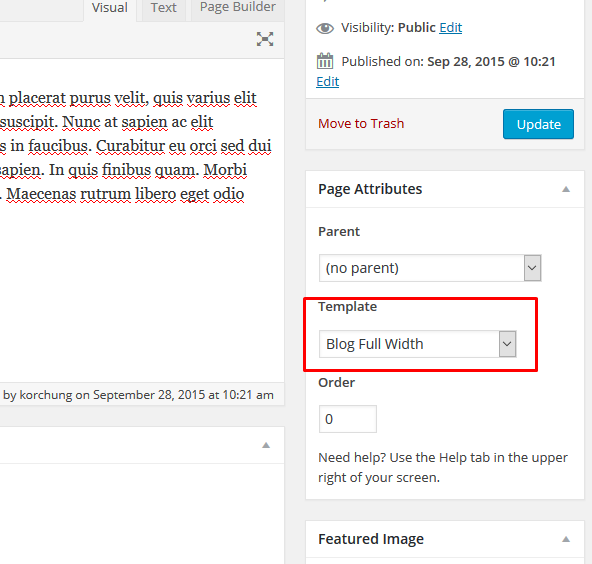 Visual Text Page Builder
placerat purus velit, quis varius elit
suscipit. Nunc at sapien ac elit
in faucibus. Curabitur eu orci sed dui
sapien. In quis finibus quam. Morbi
. Maecenas rutrum libero eget odio
by korchung on September 28, 2015 at 10:21 am
Visibility: Public Edit
Published on: Sep 28, 2015 @ 10:21
Edit
Move to Trash
Update
Page Attributes
Parent
(no parent)
Template
Blog Full Width
Order
0
Need help? Use the Help tab in the upper
right of your screen.
Featured Image